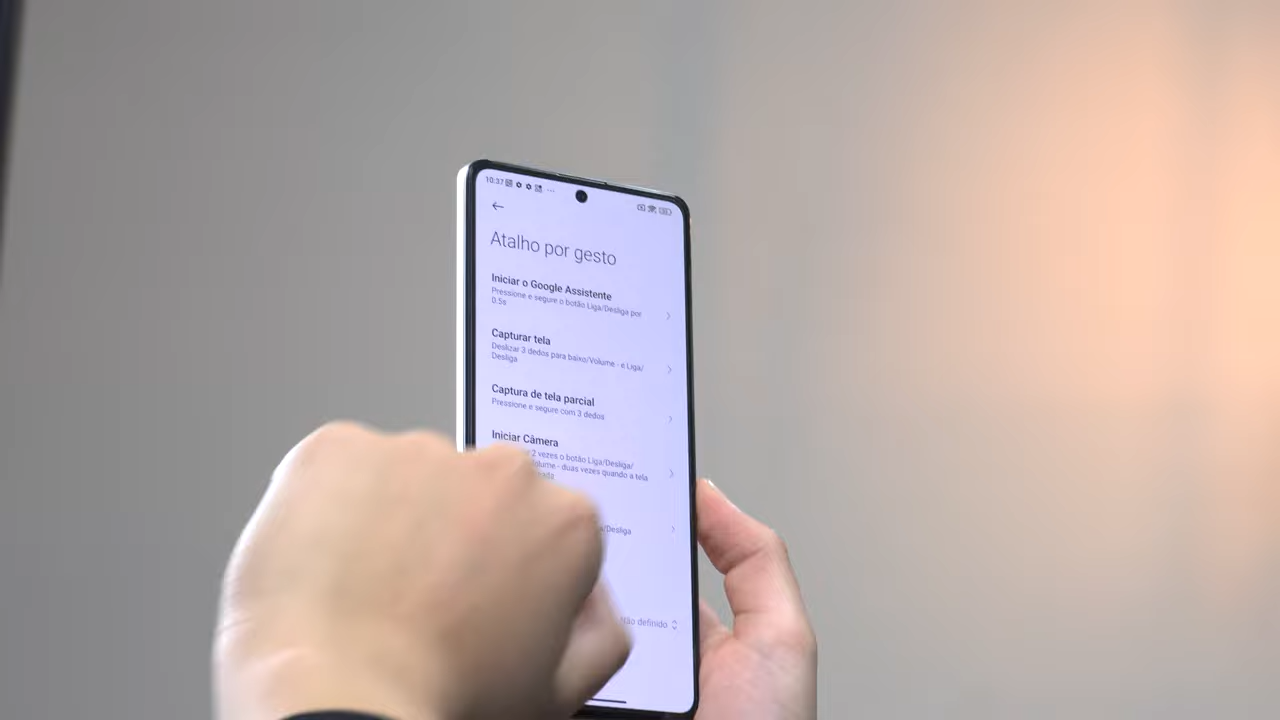 10:37
Atalho por gesto
Iniciar o Google Assistente
Pressione e segure o botão Liga/Desliga por
0.5s
Capturar tela
Deslizar 3 dedos para baixo/Volume - e Liga/
Desliga
Captura de tela parcial
Pressione e segure com 3 dedos
Iniciar Câmera
2 vezes o botão Liga/Desliga/
Volume - duas vezes quando a tela
/Desliga
Não definido